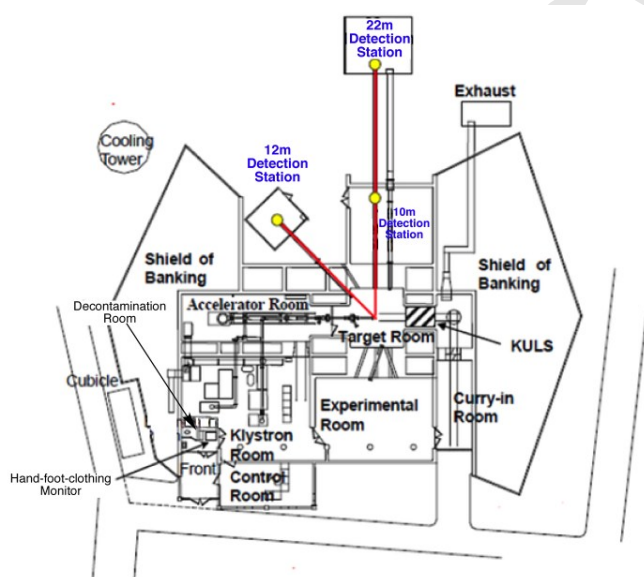 22m
Detection
Station
Exhaust
Cooling
Tower
12m
Detection
Station
10m
Detection
Station
Shield of
Banking
Shield of
Banking
Decontamination
Room
Accelerator Room
Target Room
KULS
Cubicle
Experimental
Room
Curry-in
Room
Klystron
Room
Hand-foot-clothing
Monitor
Front
Control
Room